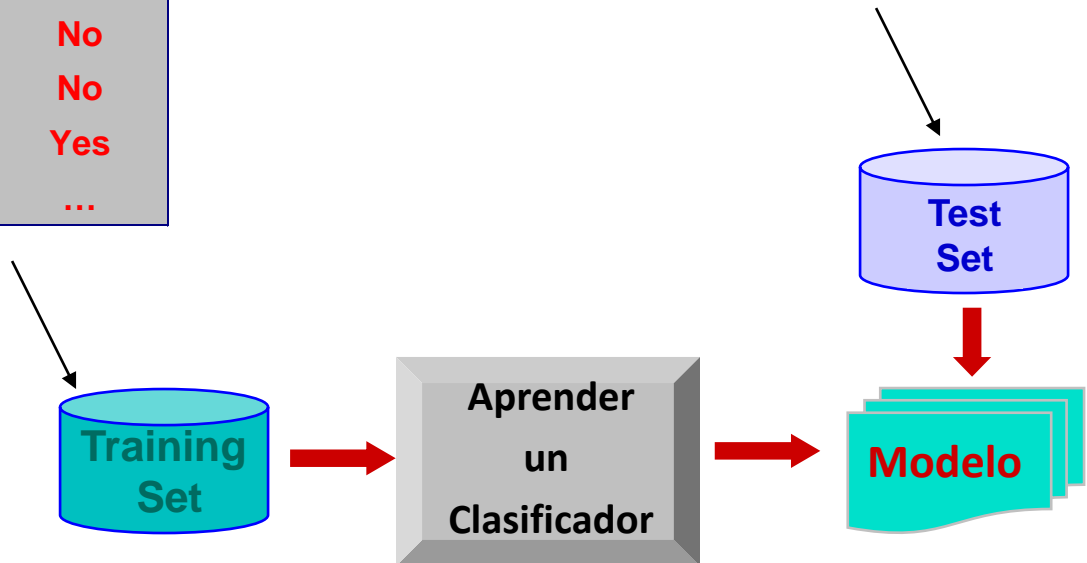 No
No
Yes
...
Test
Set
Training
Set
Aprender
un
Clasificador
Modelo